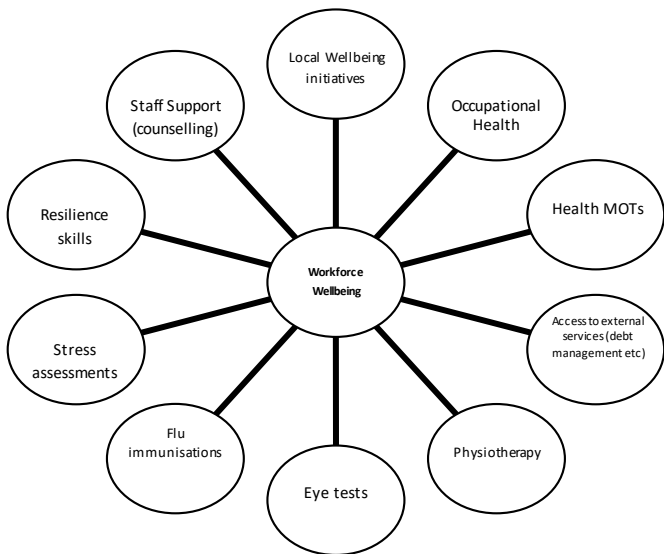 Local Wellbeing
initiatives
Occupational
Health
Health MOTs
Access to external
services (debt
management etc)
Physiotherapy
Eye tests
Flu
immunisations
Stress
assessments
Resilience
skills
Staff Support
(counselling)
Workforce
Wellbeing